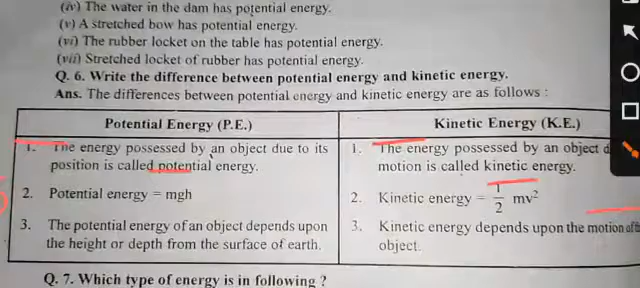 (iv) The water in the dam has potential energy.
(v) A stretched bow has potential energy.
(vi) The rubber locket on the table has potential energy.
(vii) Stretched locket of rubber has potential energy.
Q. 6. Write the difference between potential energy and kinetic energy.
Ans. The differences between potential energy and kinetic energy are as follows :
Potential Energy (P.E.)
1. The energy possessed by an object due to its
position is called potential energy.
2. Potential energy = mgh
3. The potential energy of an object depends upon
the height or depth from the surface of earth.
Kinetic Energy (K.E.)
1. The energy possessed by an object
motion is called kinetic energy.
2. Kinetic energy = 1/2 mv²
3. Kinetic energy depends upon the motion of
object.
Q. 7. Which type of energy is in following ?